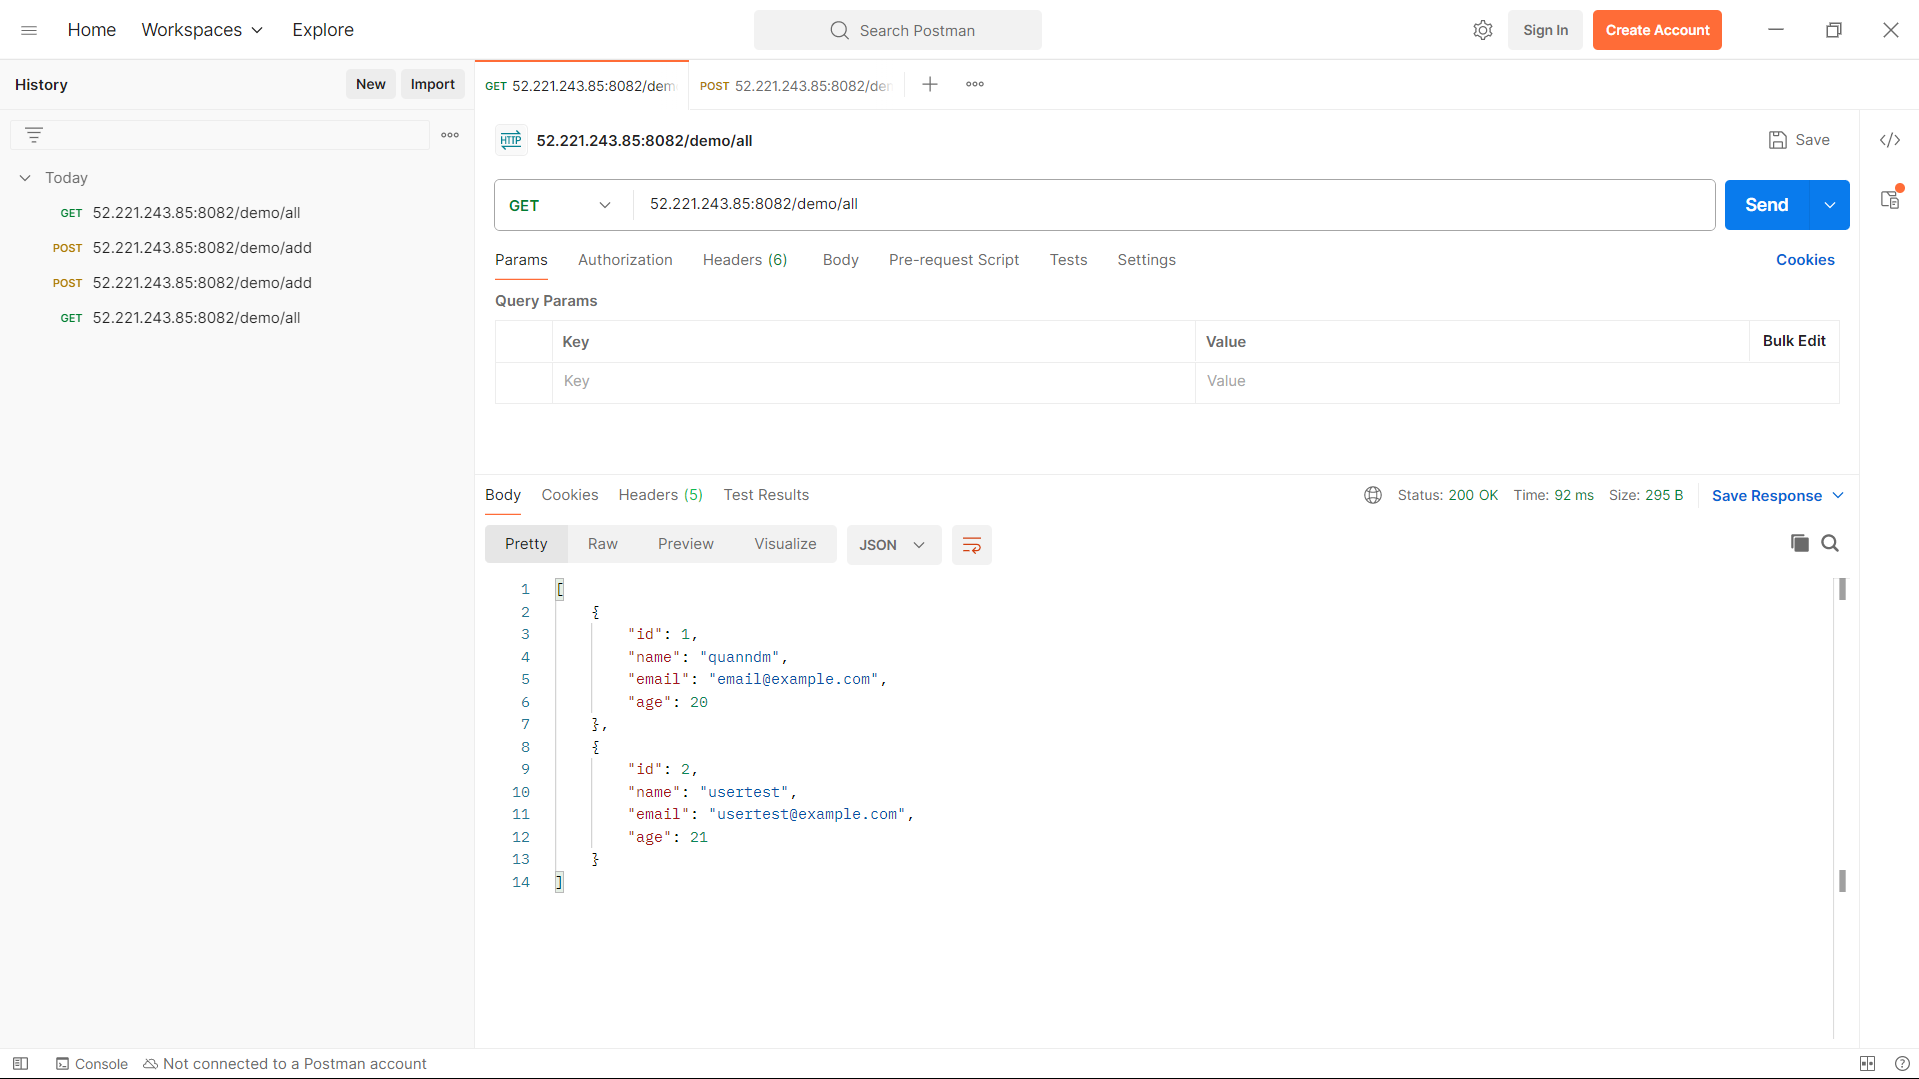 Home Workspaces Explore Search Postman Sign In Create Account
History New Import
GET 52.221.243.85:8082/dem POST 52.221.243.85:8082/de
HTTP 52.221.243.85:8082/demo/all Save
Today
GET 52.221.243.85:8082/demo/all
POST 52.221.243.85:8082/demo/add
POST 52.221.243.85:8082/demo/add
GET 52.221.243.85:8082/demo/all
GET 52.221.243.85:8082/demo/all Send
Params Authorization Headers (6) Body Pre-request Script Tests Settings Cookies
Query Params
Key Value Bulk Edit
Key Value
Body Cookies Headers (5) Test Results Status: 200 OK Time: 92 ms Size: 295 B Save Response
Pretty Raw Preview Visualize JSON
1 [
2 {
3 "id": 1,
4 "name": "quanndm",
5 "email": "email@example.com",
6 "age": 20
7 },
8 {
9 "id": 2,
10 "name": "usertest",
11 "email": "usertest@example.com",
12 "age": 21
13 }
14 ]
Console Not connected to a Postman account